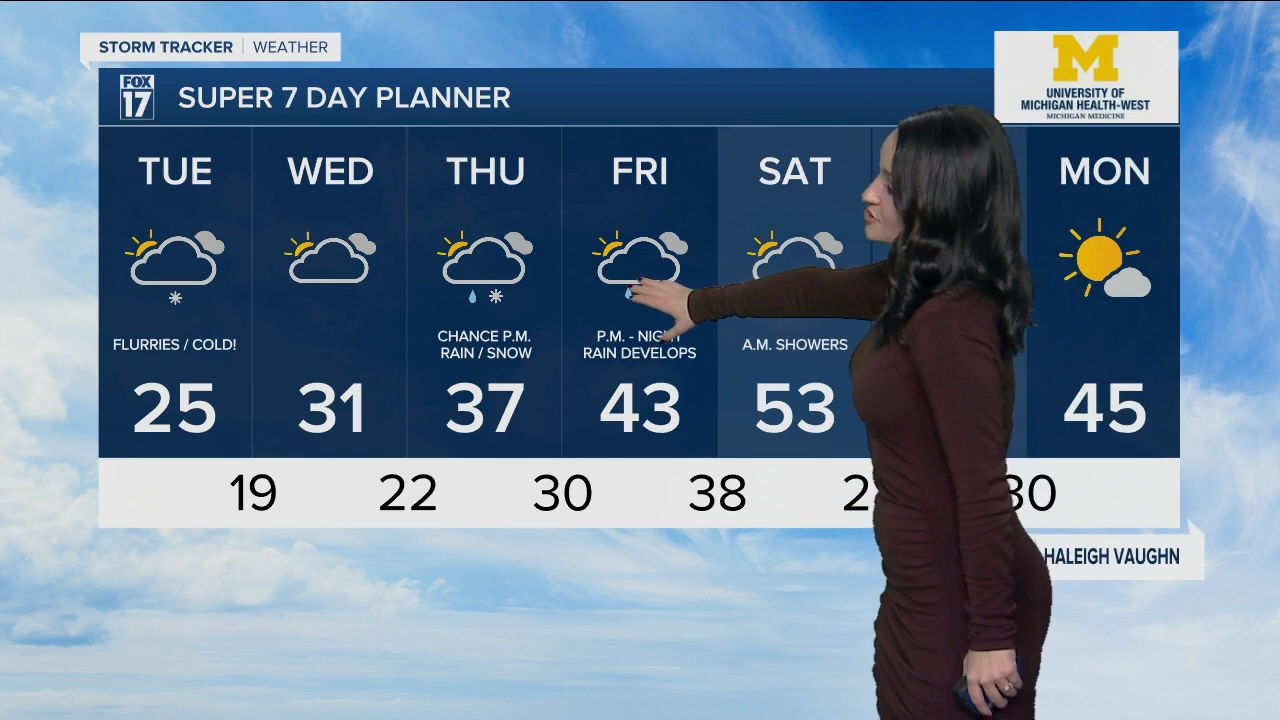 STORM TRACKER | WEATHER
FOX 17
SUPER 7 DAY PLANNER
M
UNIVERSITY OF
MICHIGAN HEALTH-WEST
MICHIGAN MEDICINE
TUE WED THU FRI SAT MON
FLURRIES / COLD!
CHANCE P.M.
RAIN / SNOW
P.M. - NIGHT
RAIN DEVELOPS
A.M. SHOWERS
25 31 37 43 53 45
19 22 30 38 2 30
HALEIGH VAUGHN